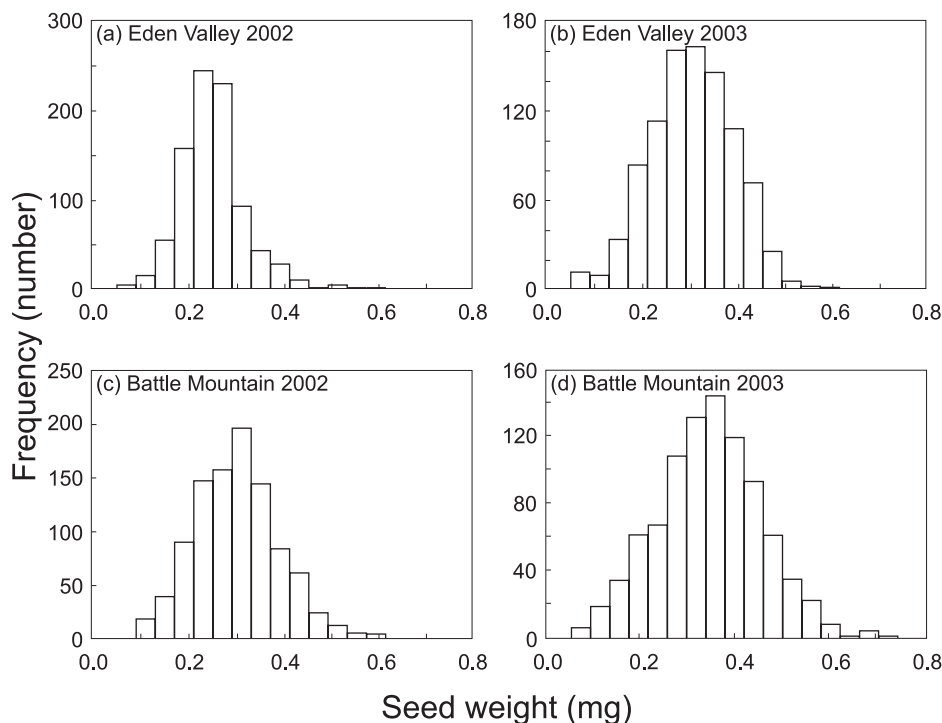 Frequency (number)
(a) Eden Valley 2002
300
200
100
0
0.0 0.2 0.4 0.6 0.8
(b) Eden Valley 2003
180
120
60
0
0.0 0.2 0.4 0.6 0.8
(c) Battle Mountain 2002
250
200
150
100
50
0
0.0 0.2 0.4 0.6 0.8
(d) Battle Mountain 2003
160
120
80
40
0
0.0 0.2 0.4 0.6 0.8
Seed weight (mg)